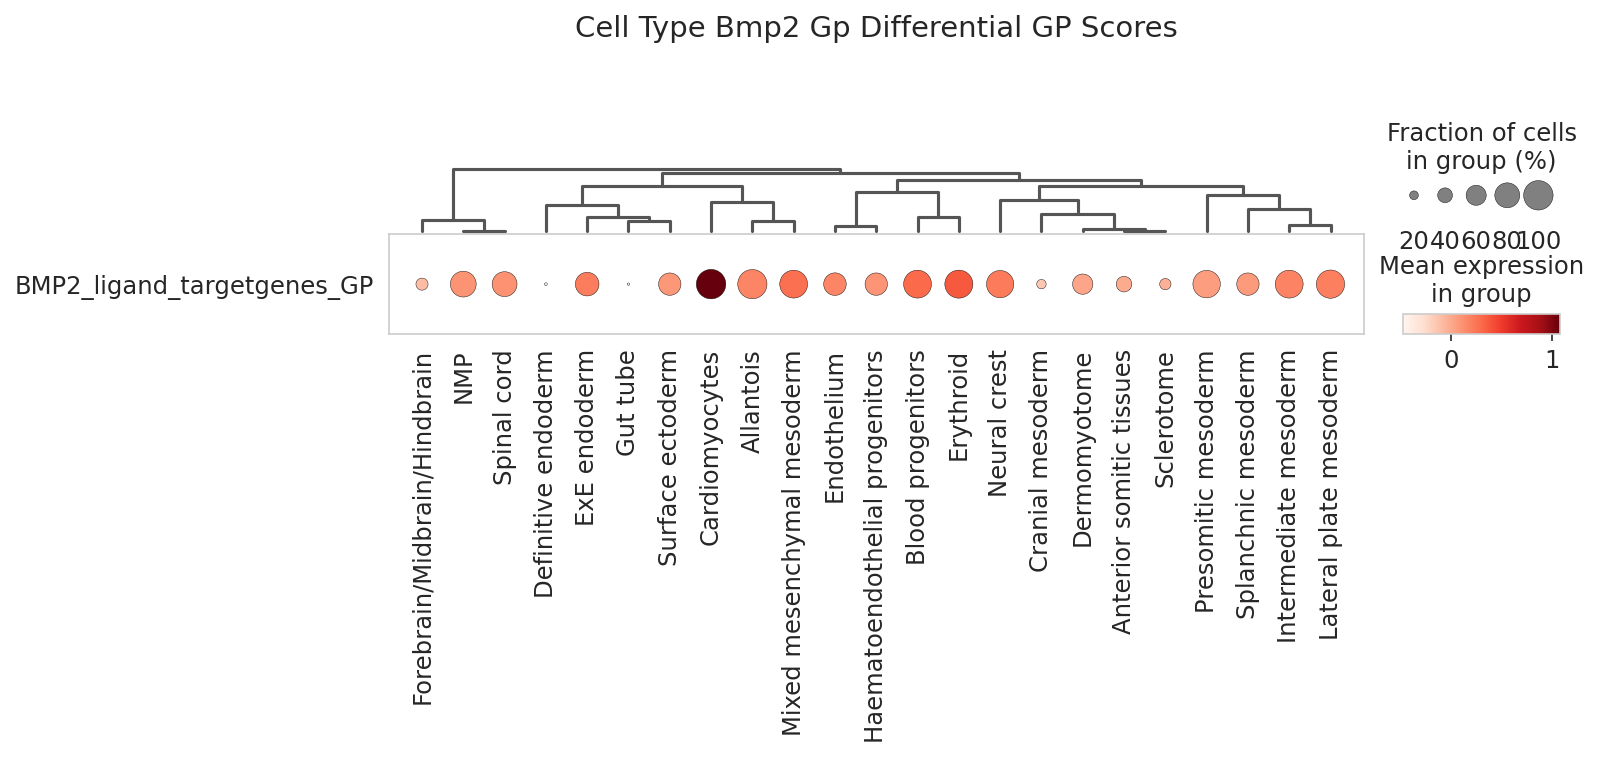 Cell Type Bmp2 Gp Differential GP Scores
Fraction of cells
in group (%)
20406080100
Mean expression
in group
0 1
BMP2_ligand_targetgenes_GP
Forebrain/Midbrain/Hindbrain
NMP
Spinal cord
Definitive endoderm
ExE endoderm
Gut tube
Surface ectoderm
Cardiomyocytes
Allantois
Mixed mesenchymal mesoderm
Endothelium
Haematoendothelial progenitors
Blood progenitors
Erythroid
Neural crest
Cranial mesoderm
Dermomyotome
Anterior somitic tissues
Sclerotome
Presomitic mesoderm
Splanchnic mesoderm
Intermediate mesoderm
Lateral plate mesoderm